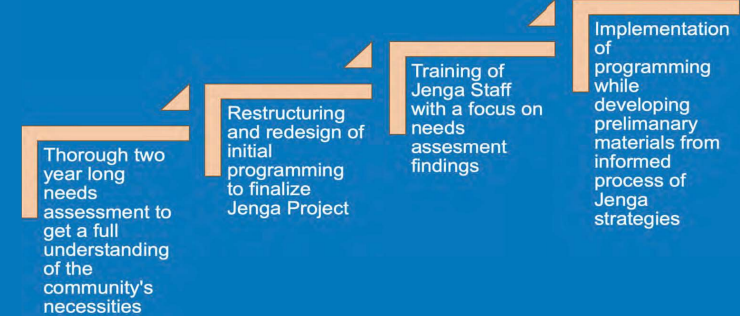 Thorough two
year long
needs
assessment to
get a full
understanding
of the
community's
necessities
Restructuring
and redesign of
initial
programming
to finalize
Jenga Project
Training of
Jenga Staff
with a focus on
needs
assesment
findings
Implementation
of
programming
while
developing
prelimanary
materials from
informed
process of
Jenga
strategies